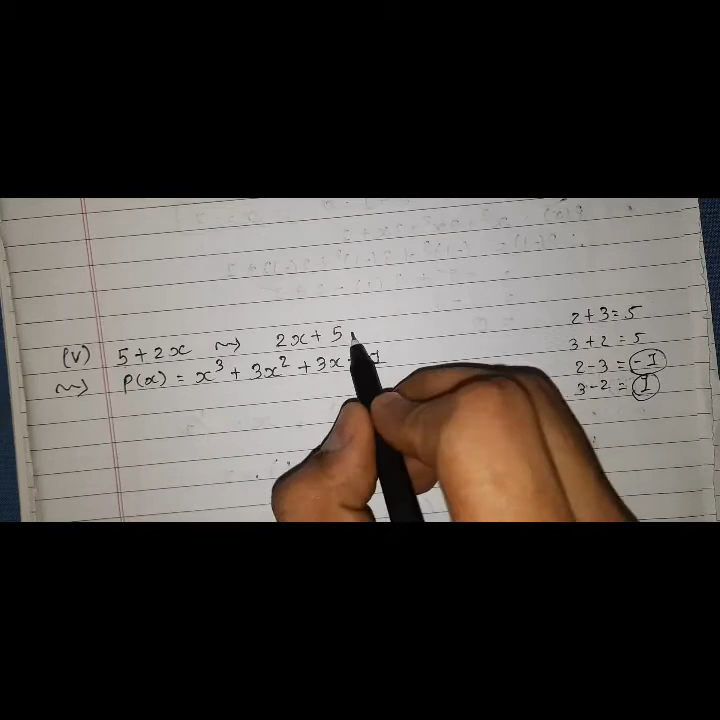 (V) 5 + 2x ⇝ 2x + 5
⇝ P(x) = x³ + 3x² + 3x
2 + 3 = 5
3 + 2 = 5
2 - 3 = -1
3 - 2 = 1